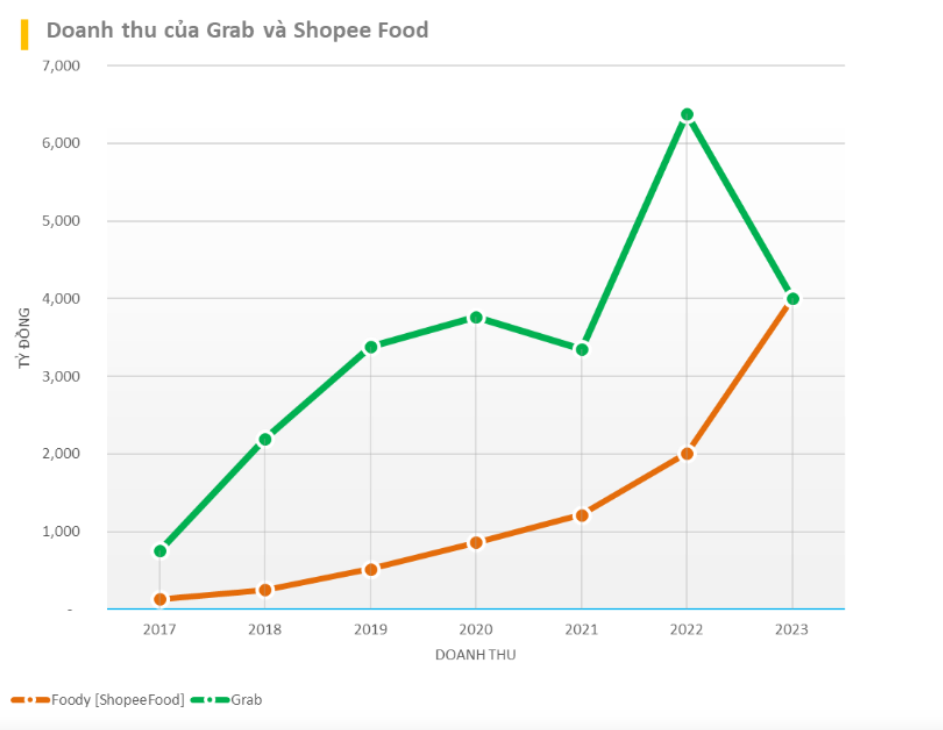 Doanh thu của Grab và Shopee Food
7,000
6,000
5,000
4,000
3,000
2,000
1,000
-
TỶ ĐỒNG
2017 2018 2019 2020 2021 2022 2023
DOANH THU
Foody [ShopeeFood] Grab